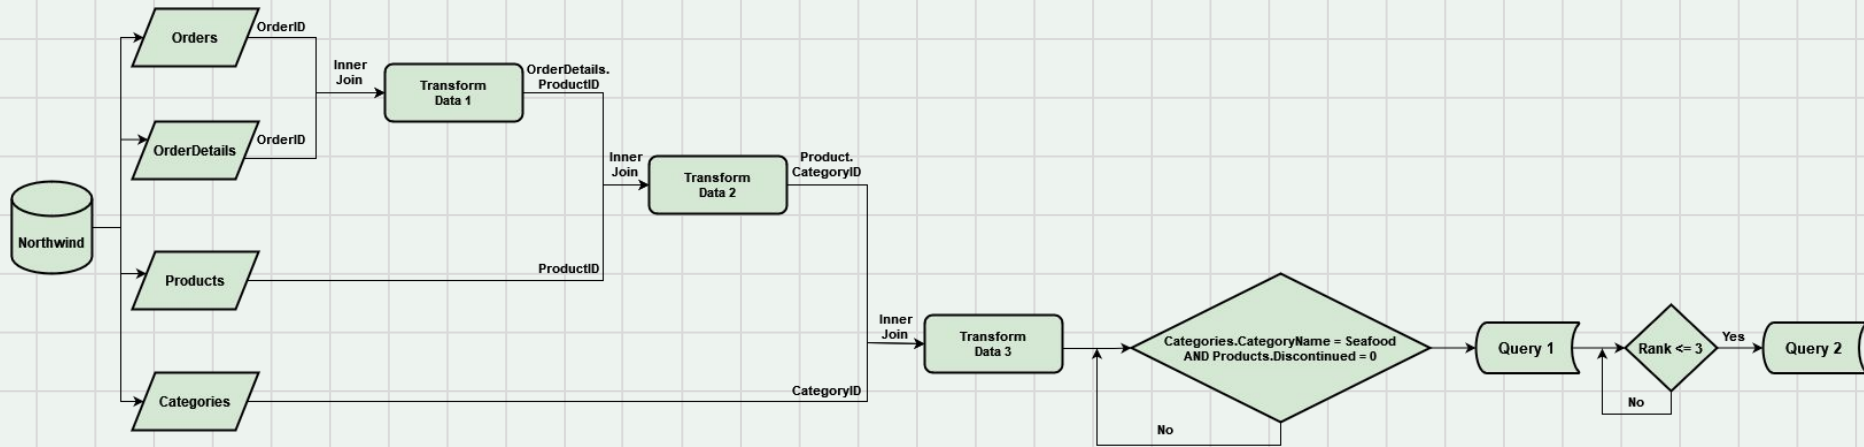 Orders
OrderID
Inner
Join
Transform
Data 1
OrderDetails.
ProductID
OrderDetails
OrderID
Inner
Join
Transform
Data 2
Product.
CategoryID
Northwind
Products
ProductID
Inner
Join
Transform
Data 3
Categories.CategoryName = Seafood
AND Products.Discontinued = 0
No
Query 1
Rank <= 3
Yes
No
Query 2
Categories
CategoryID